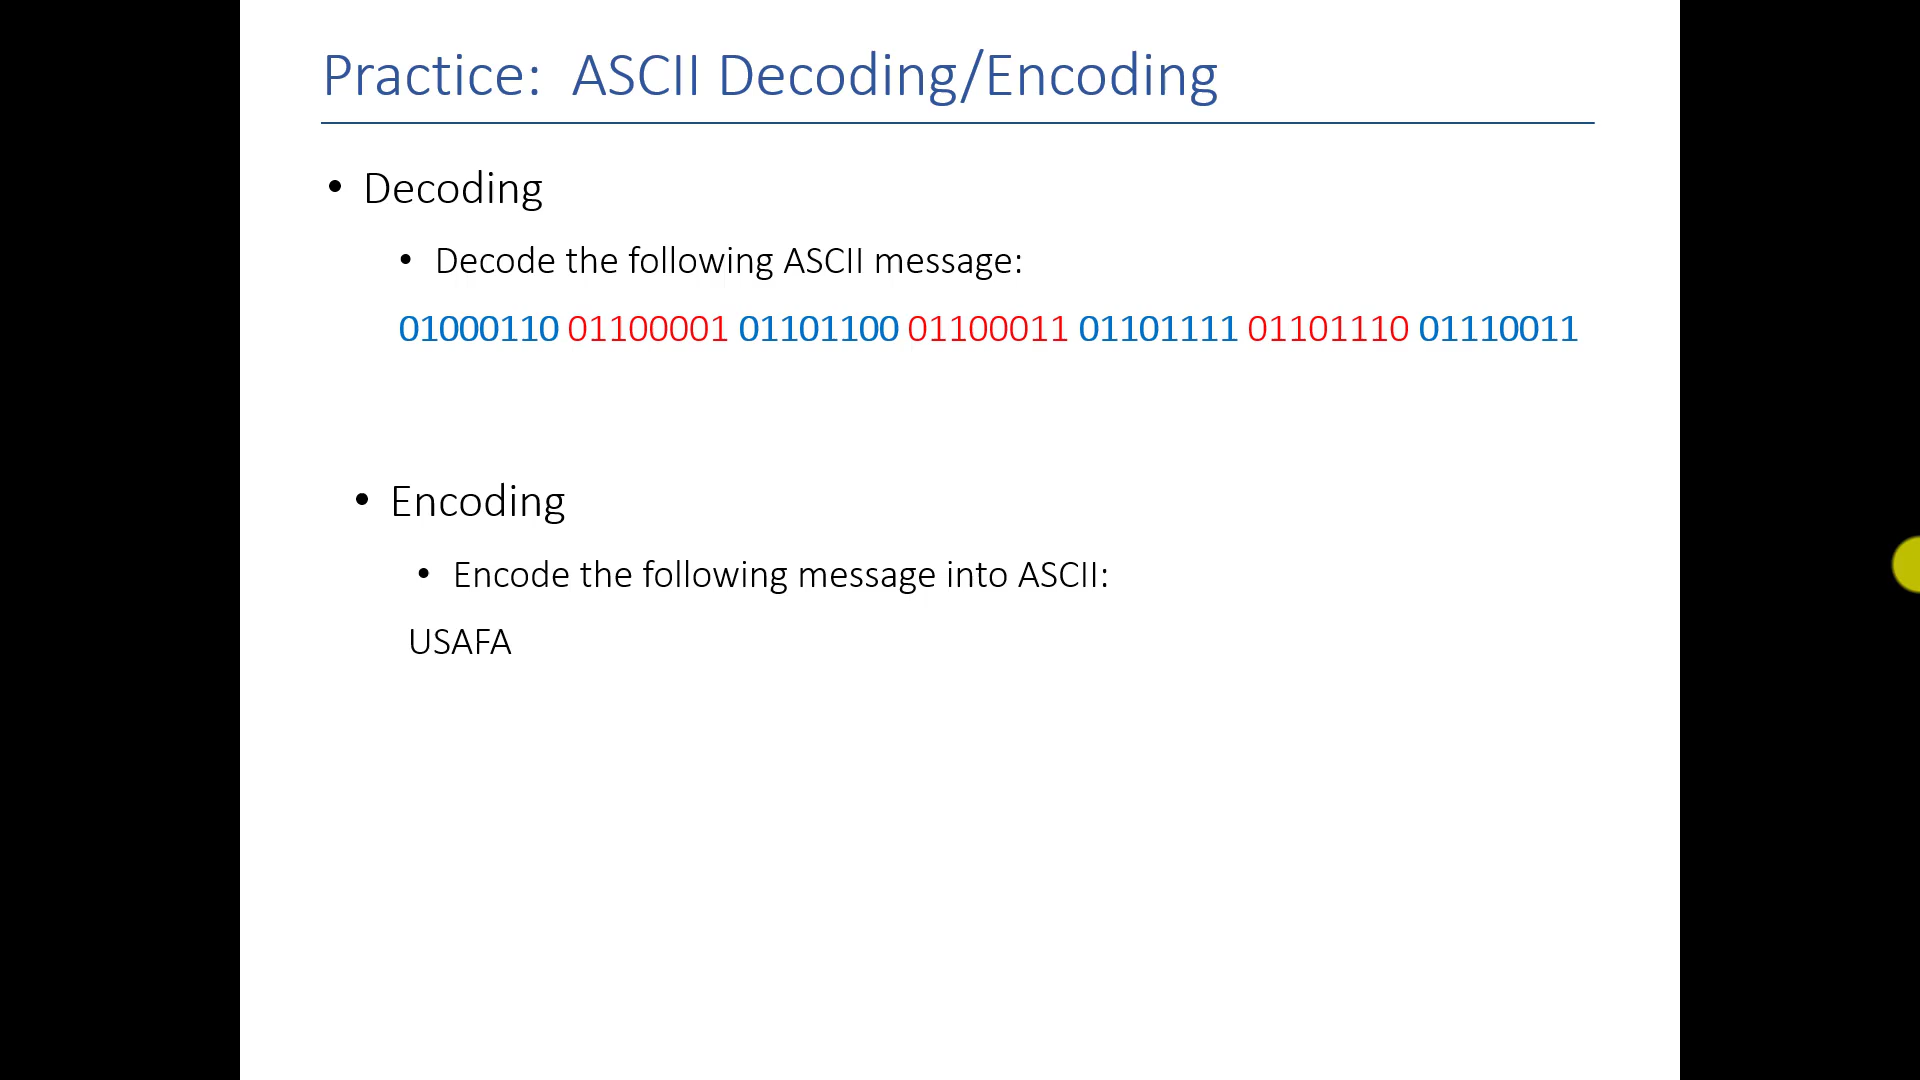 Practice:  ASCII Decoding/Encoding
• Decoding
• Decode the following ASCII message:
01000110 01100001 01101100 01100011 01101111 01101110 01110011
• Encoding
• Encode the following message into ASCII:
USAFA